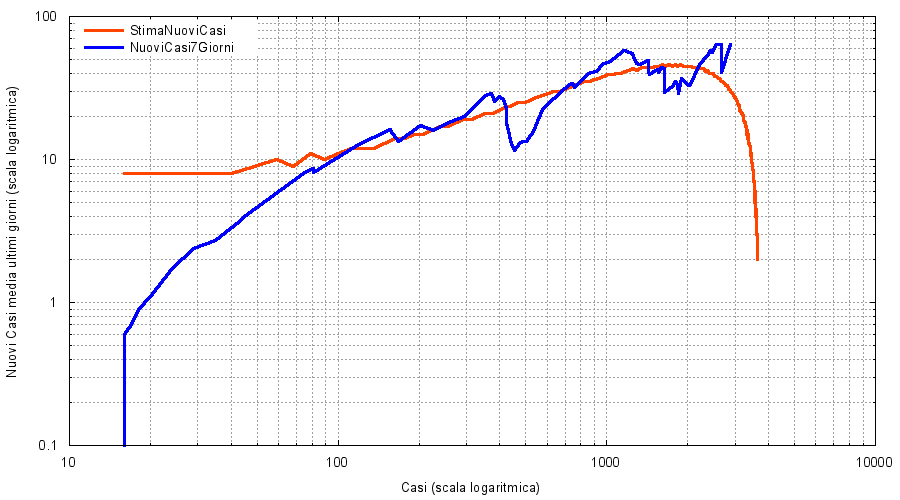 100
StimaNuoviCasi
NuoviCasi7Giorni
10
1
0.1
10
100
1000
10000
Nuovi Casi media ultimi giorni (scala logaritmica)
Casi (scala logaritmica)